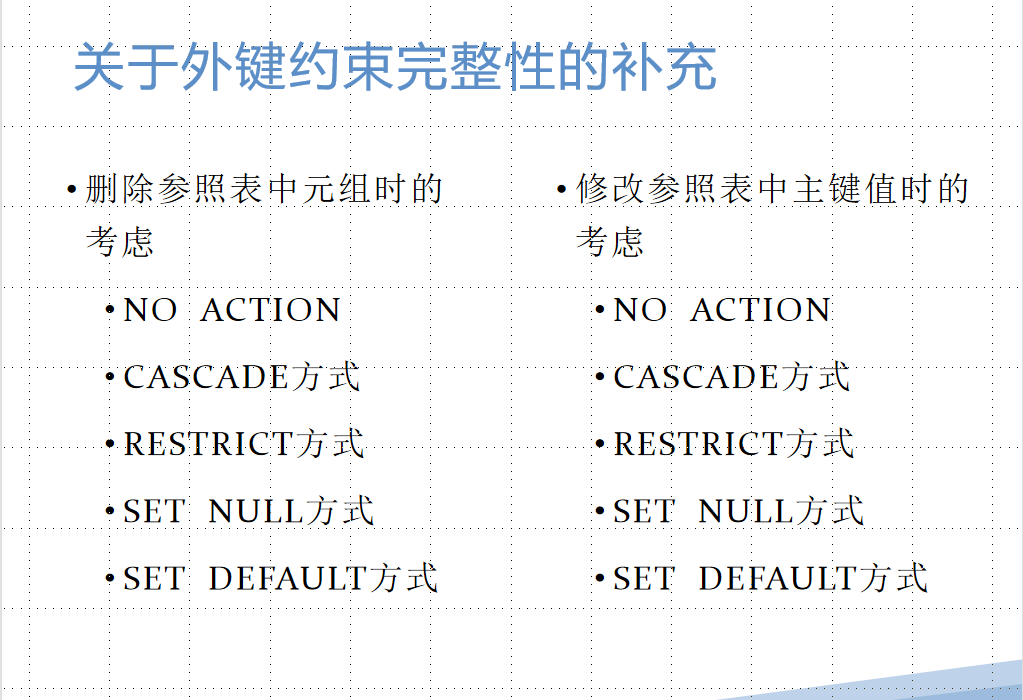 关于外键约束完整性的补充
• 删除参照表中元组时的
考虑
• NO ACTION
• CASCADE方式
• RESTRICT方式
• SET NULL方式
• SET DEFAULT方式
• 修改参照表中主键值时的
考虑
• NO ACTION
• CASCADE方式
• RESTRICT方式
• SET NULL方式
• SET DEFAULT方式